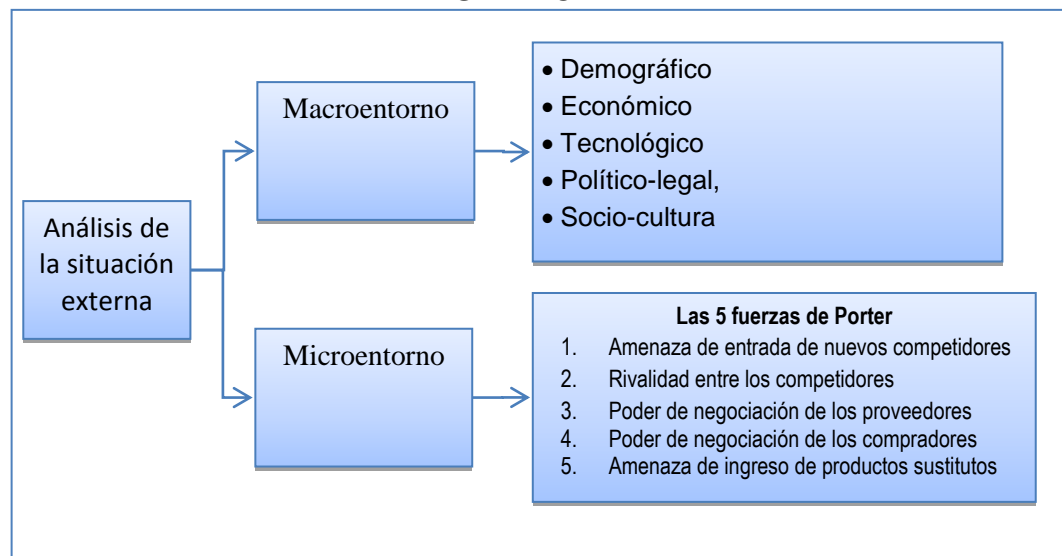 Análisis de
la situación
externa
Macroentorno
• Demográfico
• Económico
• Tecnológico
• Político-legal,
• Socio-cultura
Microentorno
Las 5 fuerzas de Porter
1. Amenaza de entrada de nuevos competidores
2. Rivalidad entre los competidores
3. Poder de negociación de los proveedores
4. Poder de negociación de los compradores
5. Amenaza de ingreso de productos sustitutos